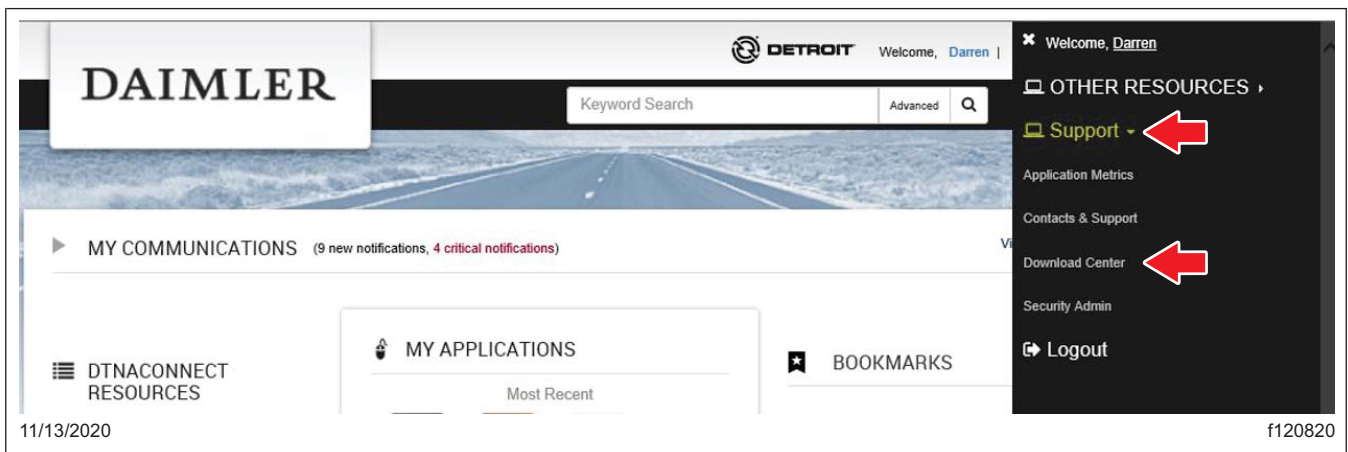 DAIMLER
DETROIT
Welcome, Darren |
Keyword Search
Advanced
MY COMMUNICATIONS (9 new notifications, 4 critical notifications)
Vi
DTNACONNECT
RESOURCES
MY APPLICATIONS
Most Recent
BOOKMARKS
Welcome, Darren
OTHER RESOURCES
Support
Application Metrics
Contacts & Support
Download Center
Security Admin
Logout
11/13/2020
f120820